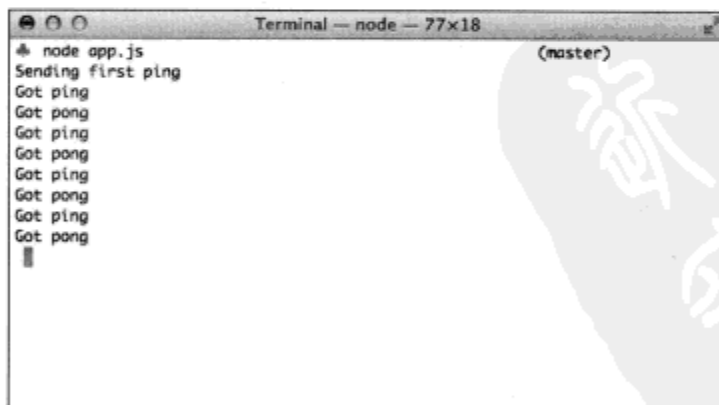 Terminal — node — 77×18
♣ node app.js (master)
Sending first ping
Got ping
Got pong
Got ping
Got pong
Got ping
Got pong
Got ping
Got pong